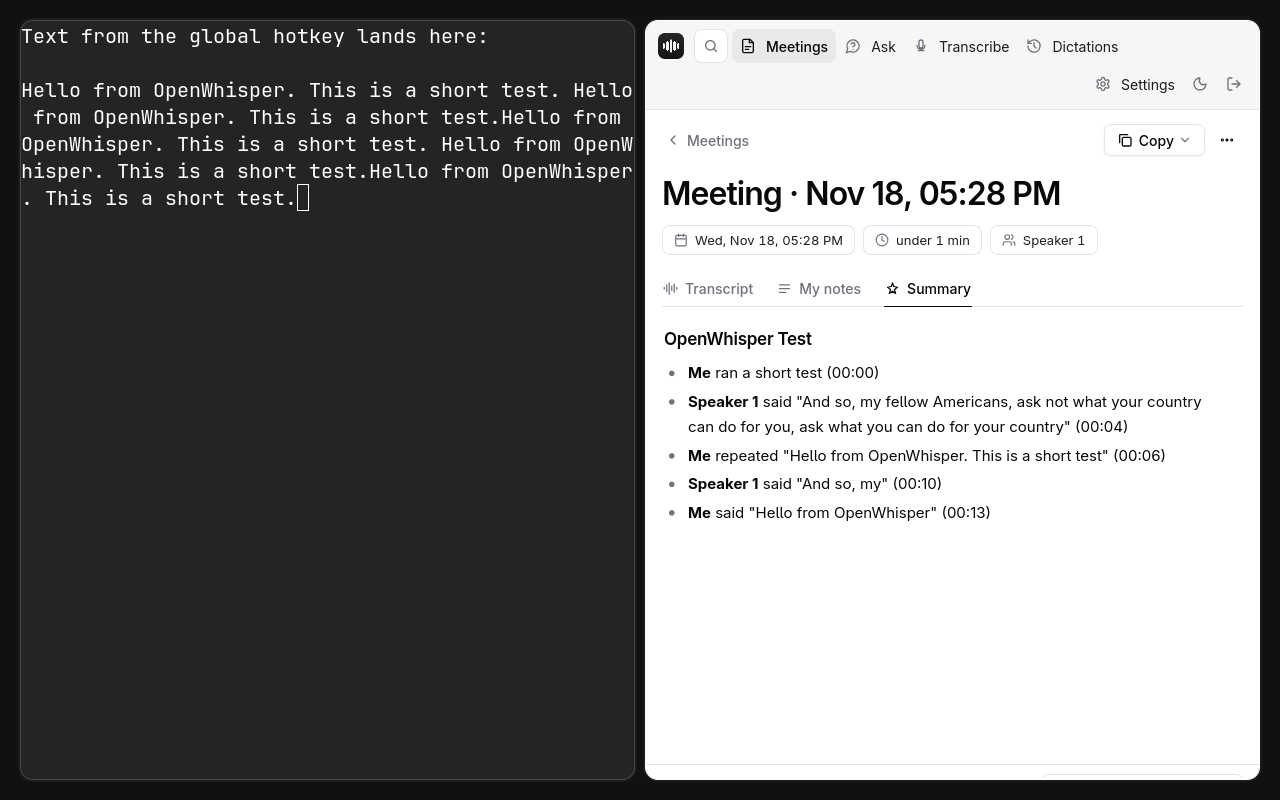 Text from the global hotkey lands here:
Hello from OpenWhisper. This is a short test. Hello
from OpenWhisper. This is a short test.Hello from
OpenWhisper. This is a short test. Hello from OpenW
hisper. This is a short test.Hello from OpenWhisper
. This is a short test.
Meetings
Ask
Transcribe
Dictations
Settings
Meetings
Copy
Meeting · Nov 18, 05:28 PM
Wed, Nov 18, 05:28 PM
under 1 min
Speaker 1
Transcript
My notes
Summary
OpenWhisper Test
Me ran a short test (00:00)
Speaker 1 said "And so, my fellow Americans, ask not what your country
can do for you, ask what you can do for your country" (00:04)
Me repeated "Hello from OpenWhisper. This is a short test" (00:06)
Speaker 1 said "And so, my" (00:10)
Me said "Hello from OpenWhisper" (00:13)